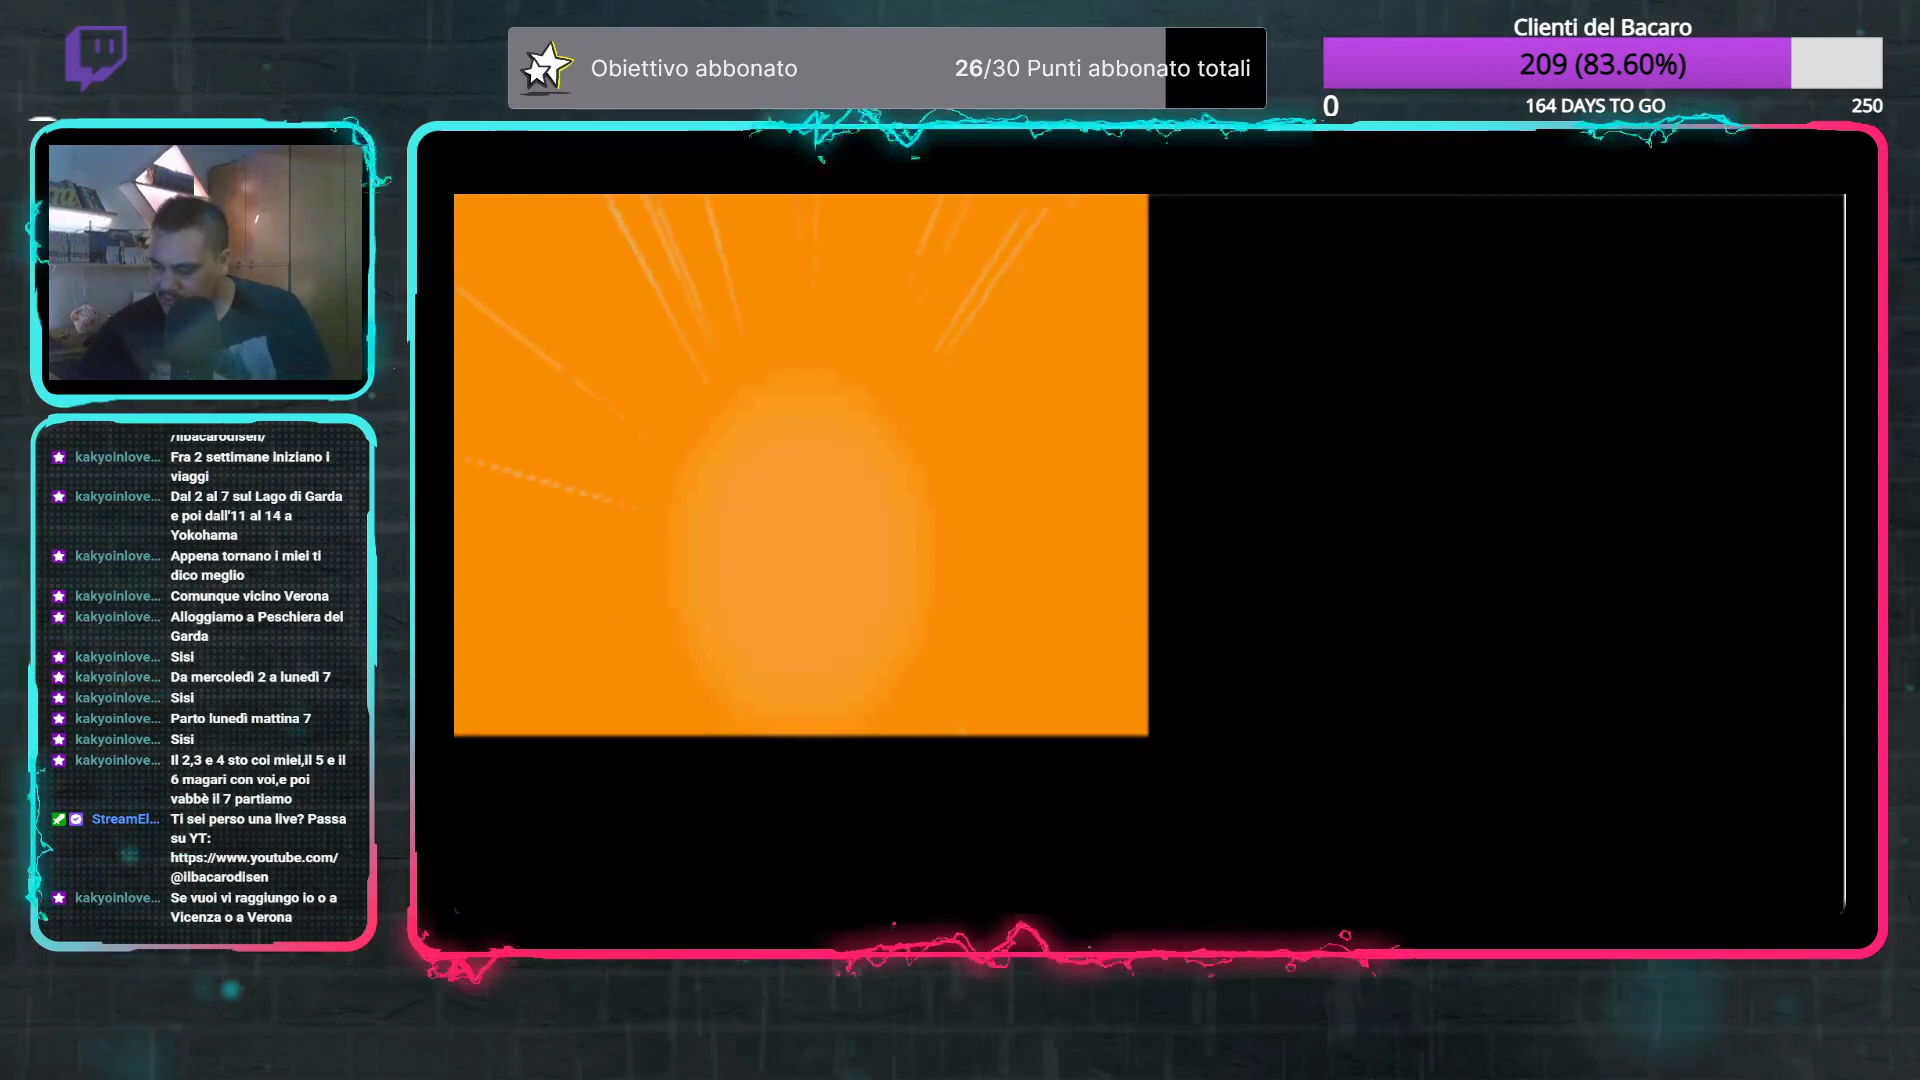 Clienti del Bacaro
Obiettivo abbonato
26/30 Punti abbonato totali
209 (83.60%)
0
164 DAYS TO GO
250
/ilbacarodisen/
kakyoinlove... Fra 2 settimane iniziano i
viaggi
kakyoinlove... Dal 2 al 7 sul Lago di Garda
e poi dall'11 al 14 a
Yokohama
kakyoinlove... Appena tornano i miei ti
dico meglio
kakyoinlove... Comunque vicino Verona
kakyoinlove... Alloggiamo a Peschiera del
Garda
kakyoinlove... Sisi
kakyoinlove... Da mercoledì 2 a lunedì 7
kakyoinlove... Sisi
kakyoinlove... Parto lunedì mattina 7
kakyoinlove... Sisi
kakyoinlove... Il 2,3 e 4 sto coi miei,il 5 e il
6 magari con voi,e poi
vabbè il 7 partiamo
StreamEl... Ti sei perso una live? Passa
su YT:
https://www.youtube.com/
@ilbacarodisen
kakyoinlove... Se vuoi vi raggiungo io o a
Vicenza o a Verona